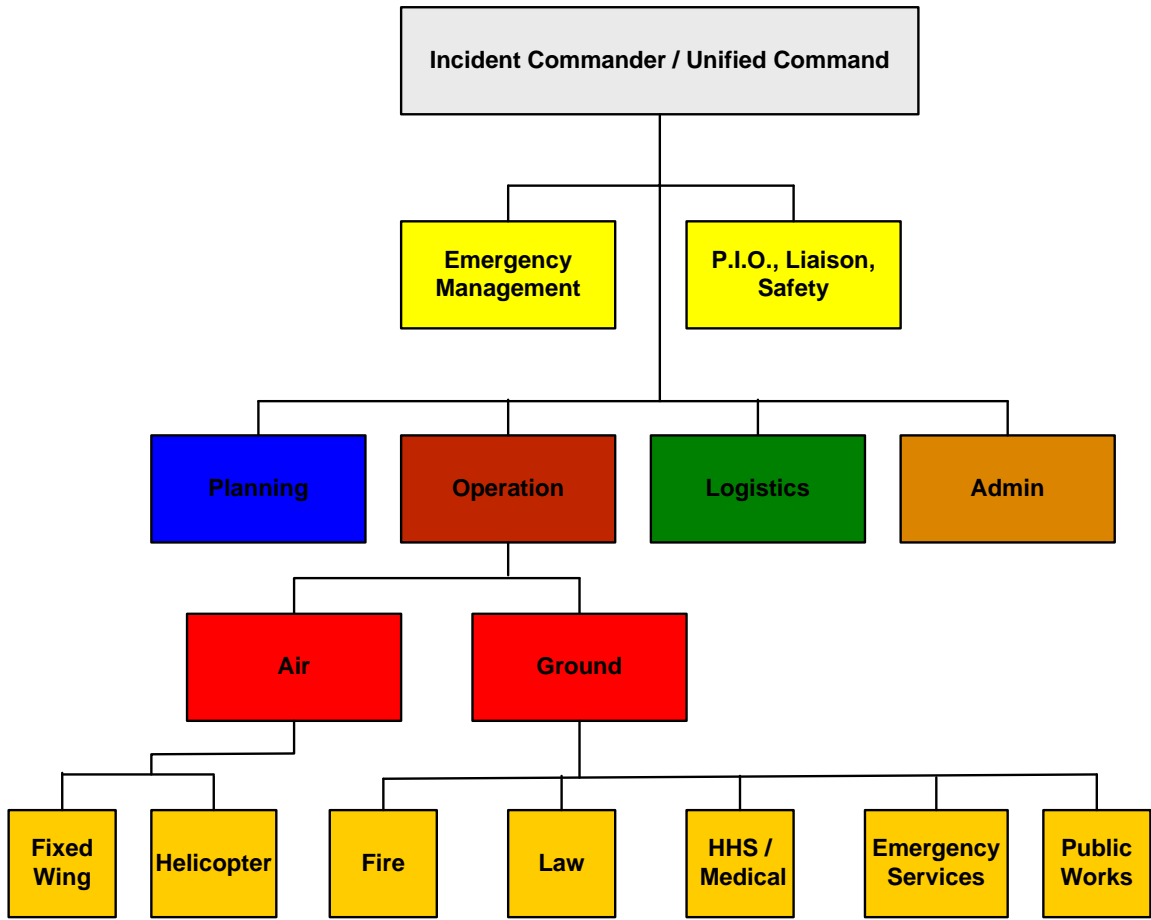 Incident Commander / Unified Command
Emergency
Management
P.I.O., Liaison,
Safety
Planning
Operation
Logistics
Admin
Air
Ground
Fixed
Wing
Helicopter
Fire
Law
HHS /
Medical
Emergency
Services
Public
Works